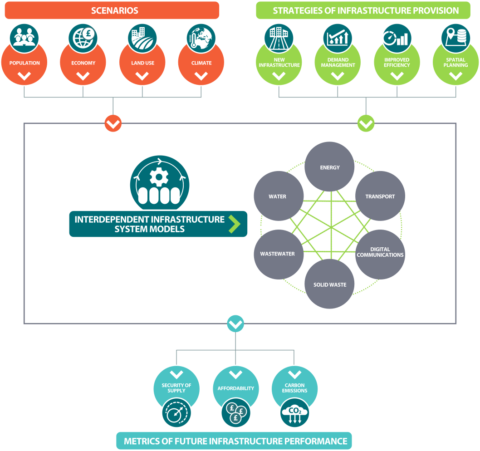 SCENARIOS
STRATEGIES OF INFRASTRUCTURE PROVISION
POPULATION
ECONOMY
£
LAND USE
CLIMATE
NEW
INFRASTRUCTURE
DEMAND
MANAGEMENT
IMPROVED
EFFICIENCY
SPATIAL
PLANNING
INTERDEPENDENT INFRASTRUCTURE
SYSTEM MODELS
ENERGY
WATER
TRANSPORT
WASTEWATER
DIGITAL
COMMUNICATIONS
SOLID WASTE
SECURITY OF
SUPPLY
AFFORDABILITY
£ £
£
CARBON
EMISSIONS
CO₂
METRICS OF FUTURE INFRASTRUCTURE PERFORMANCE